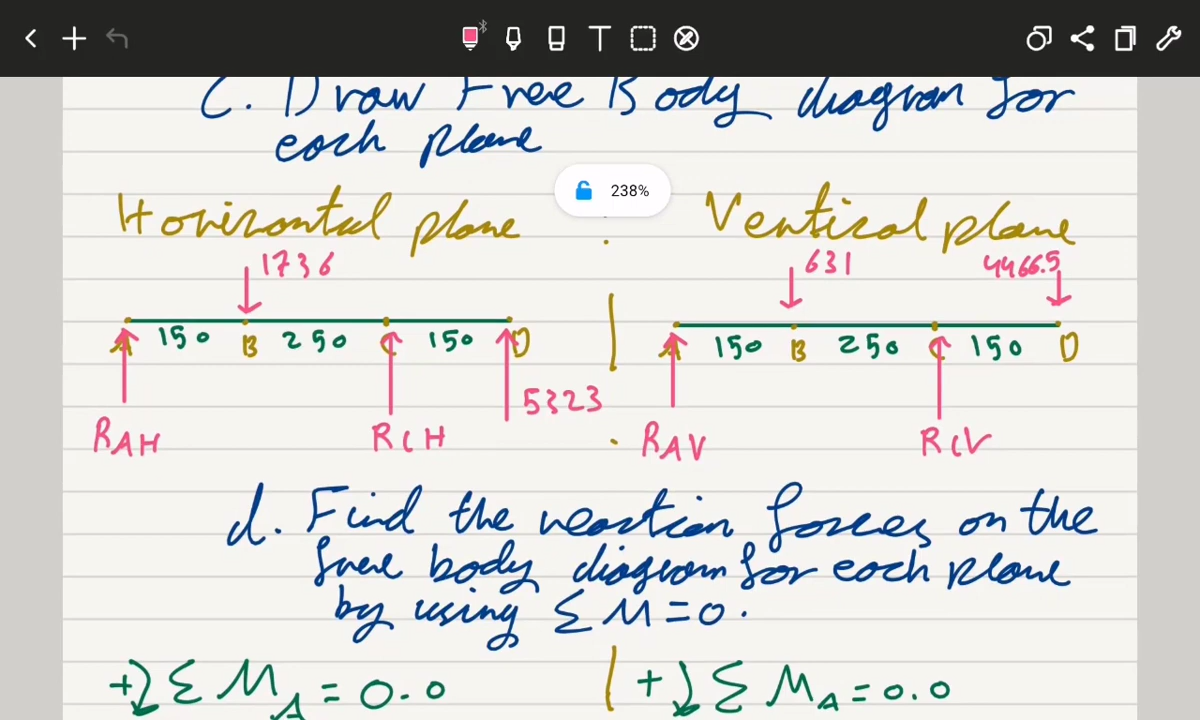 C. Draw Free Body diagram for
each plane
238%
Horizontal plane
Vertical plane
1736
631
4466.5
A 150 B 250 C 150 D
A 150 B 250 C 150 D
5323
RAH
RCH
RAV
RCV
d. Find the reaction forces on the
free body diagram for each plane
by using ΣM=0.
+ Σ MA = 0.0
+ Σ MA = 0.0